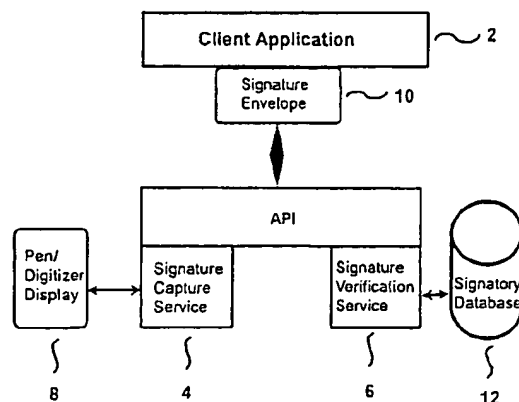 Client Application
2
Signature
Envelope
10
API
Pen/
Digitizer
Display
Signature
Capture
Service
Signature
Verification
Service
Signatory
Database
8
4
6
12